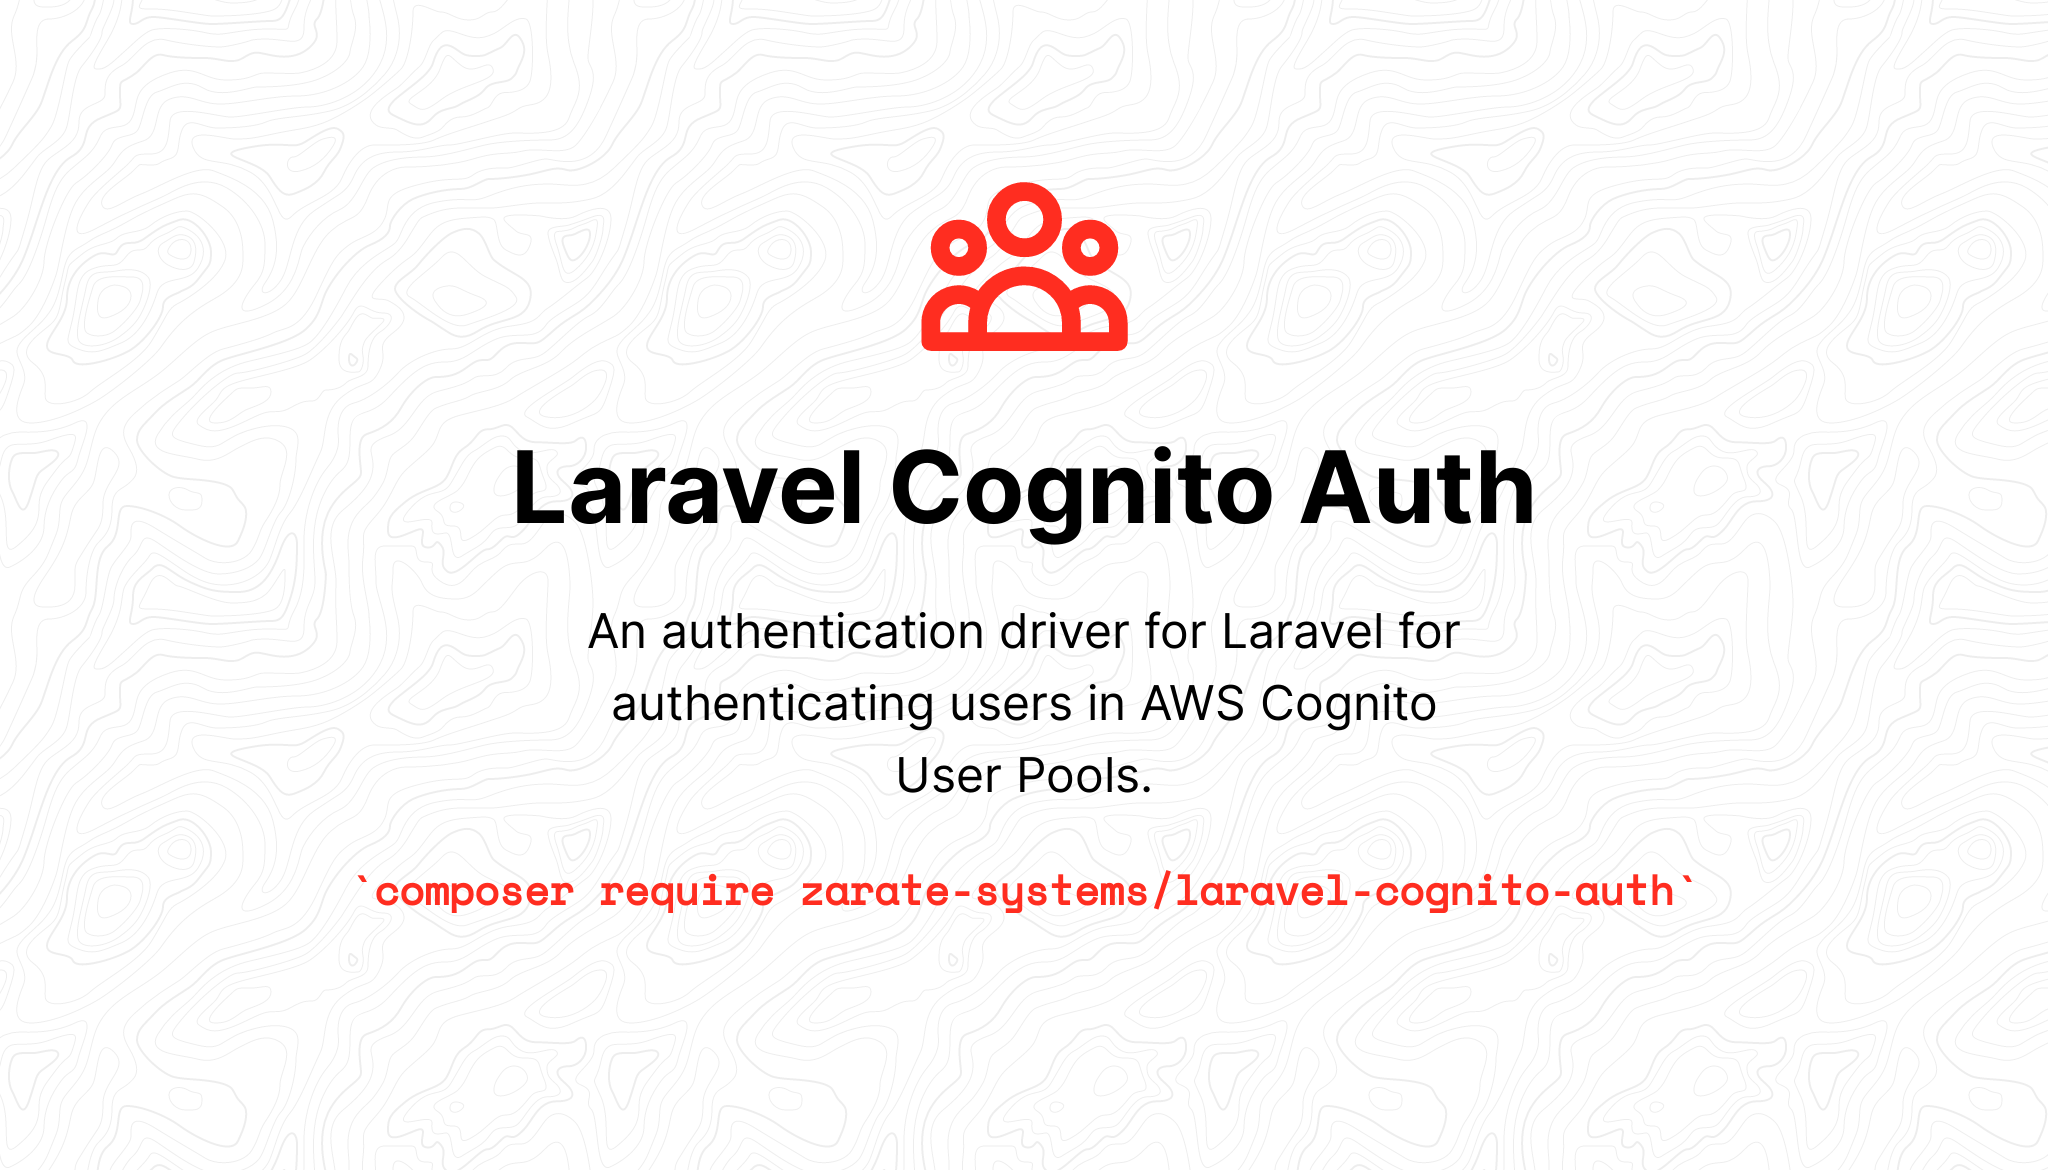 Laravel Cognito Auth
An authentication driver for Laravel for
authenticating users in AWS Cognito
User Pools.
`composer require zarate-systems/laravel-cognito-auth`